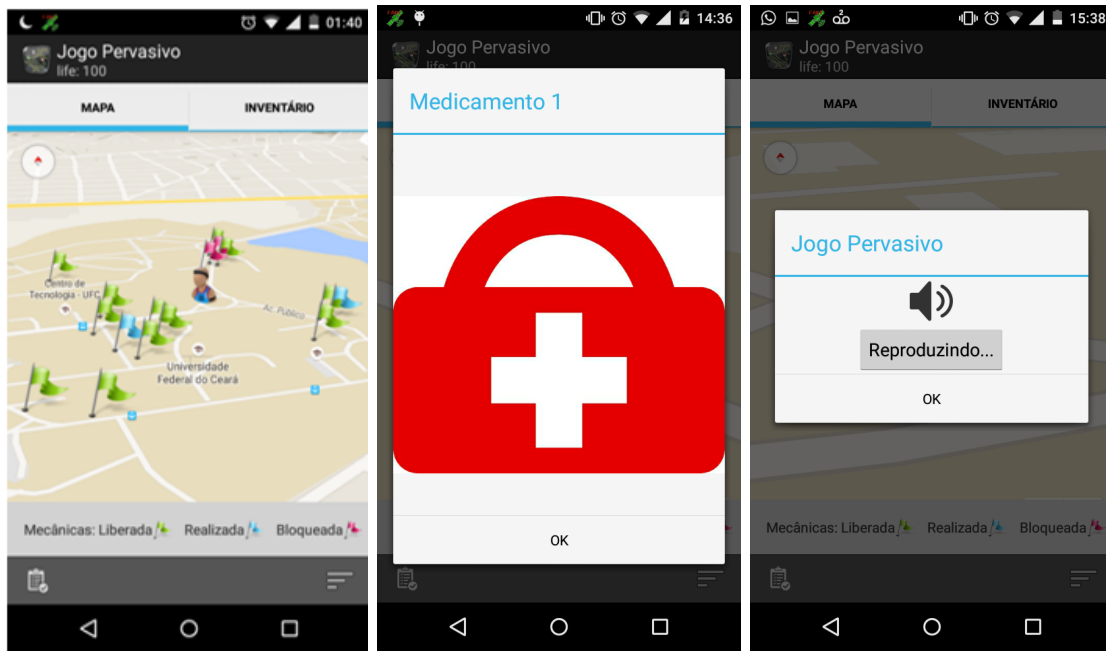 01:40
Jogo Pervasivo
life: 100
MAPA
INVENTÁRIO
Centro de
Tecnologia - UFC
Ac. Público
Universidade
Federal do Ceará
Mecânicas: Liberada
Realizada
Bloqueada
14:36
Jogo Pervasivo
life: 100
Medicamento 1
OK
2
15:38
Jogo Pervasivo
life: 100
MAPA
INVENTÁRIO
Jogo Pervasivo
Reproduzindo...
OK
Mecânicas: Liberada
Realizada
Bloqueada